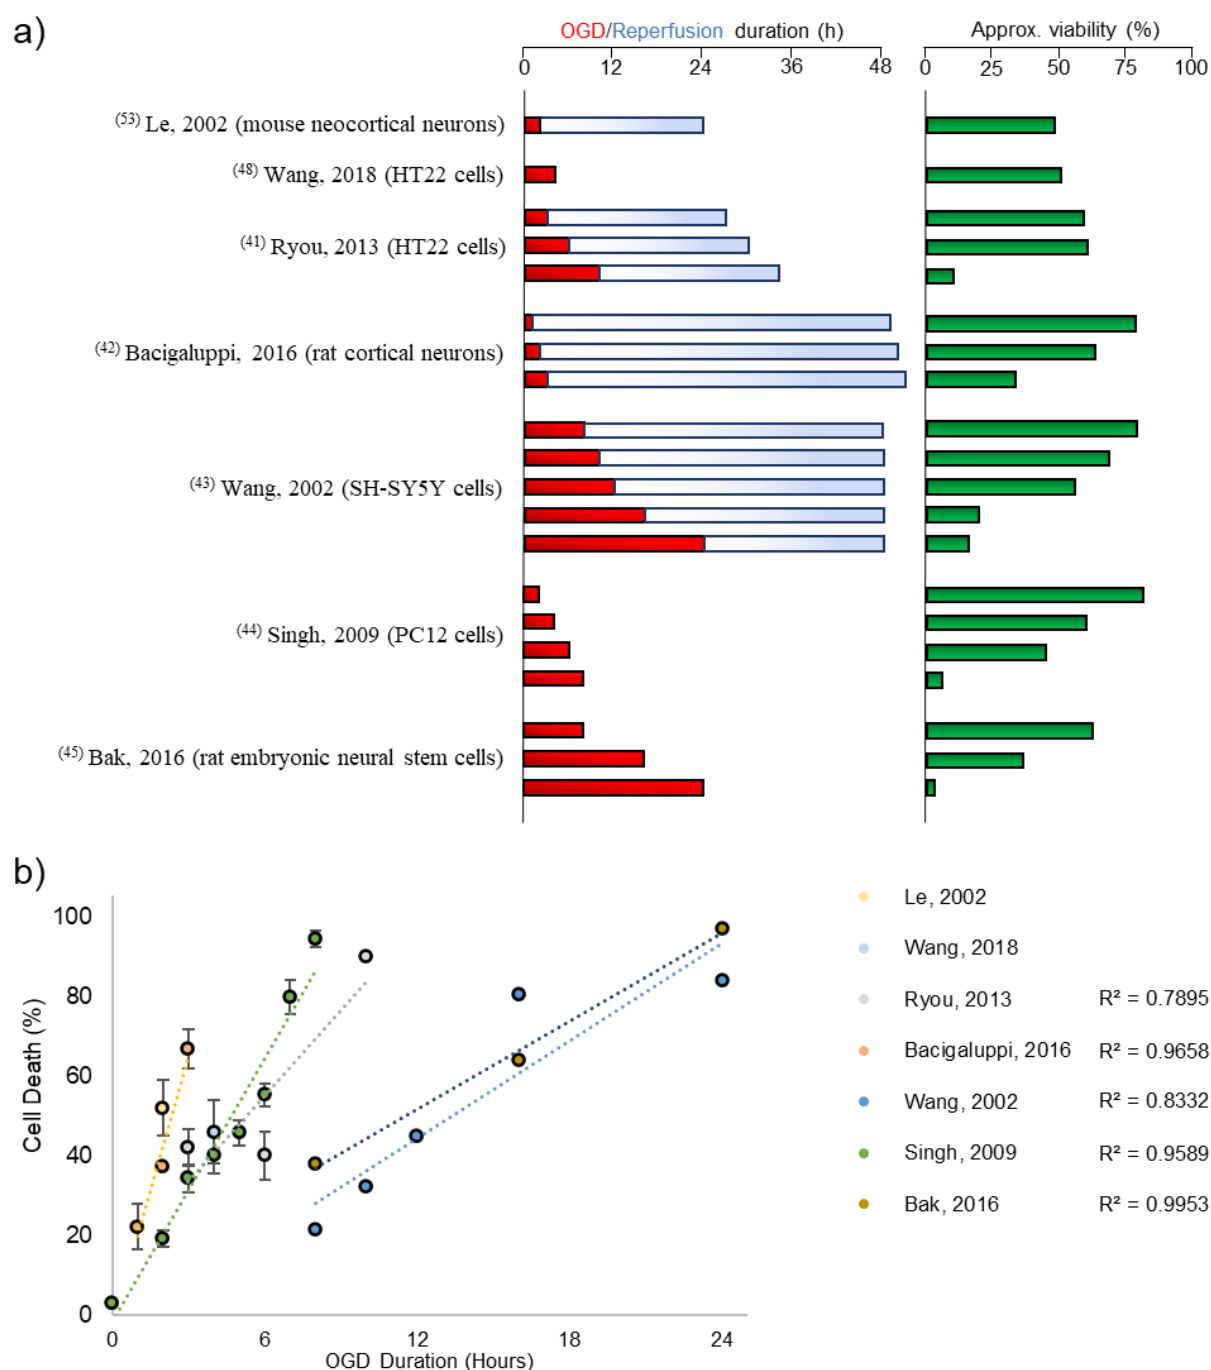 a)
OGD/Reperfusion duration (h)
Approx. viability (%)
0 12 24 36 48
0 25 50 75 100
(53) Le, 2002 (mouse neocortical neurons)
(48) Wang, 2018 (HT22 cells)
(41) Ryou, 2013 (HT22 cells)
(42) Bacigaluppi, 2016 (rat cortical neurons)
(43) Wang, 2002 (SH-SY5Y cells)
(44) Singh, 2009 (PC12 cells)
(45) Bak, 2016 (rat embryonic neural stem cells)
b)
Cell Death (%)
100
80
60
40
20
0
0 6 12 18 24
OGD Duration (Hours)
Le, 2002
Wang, 2018
Ryou, 2013 R² = 0.7895
Bacigaluppi, 2016 R² = 0.9658
Wang, 2002 R² = 0.8332
Singh, 2009 R² = 0.9589
Bak, 2016 R² = 0.9953